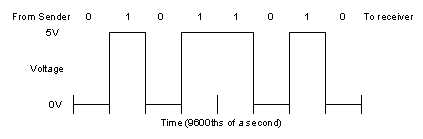 From Sender 0 1 0 1 1 0 1 0 To receiver
5V
Voltage
0V
Time (9600ths of a second)